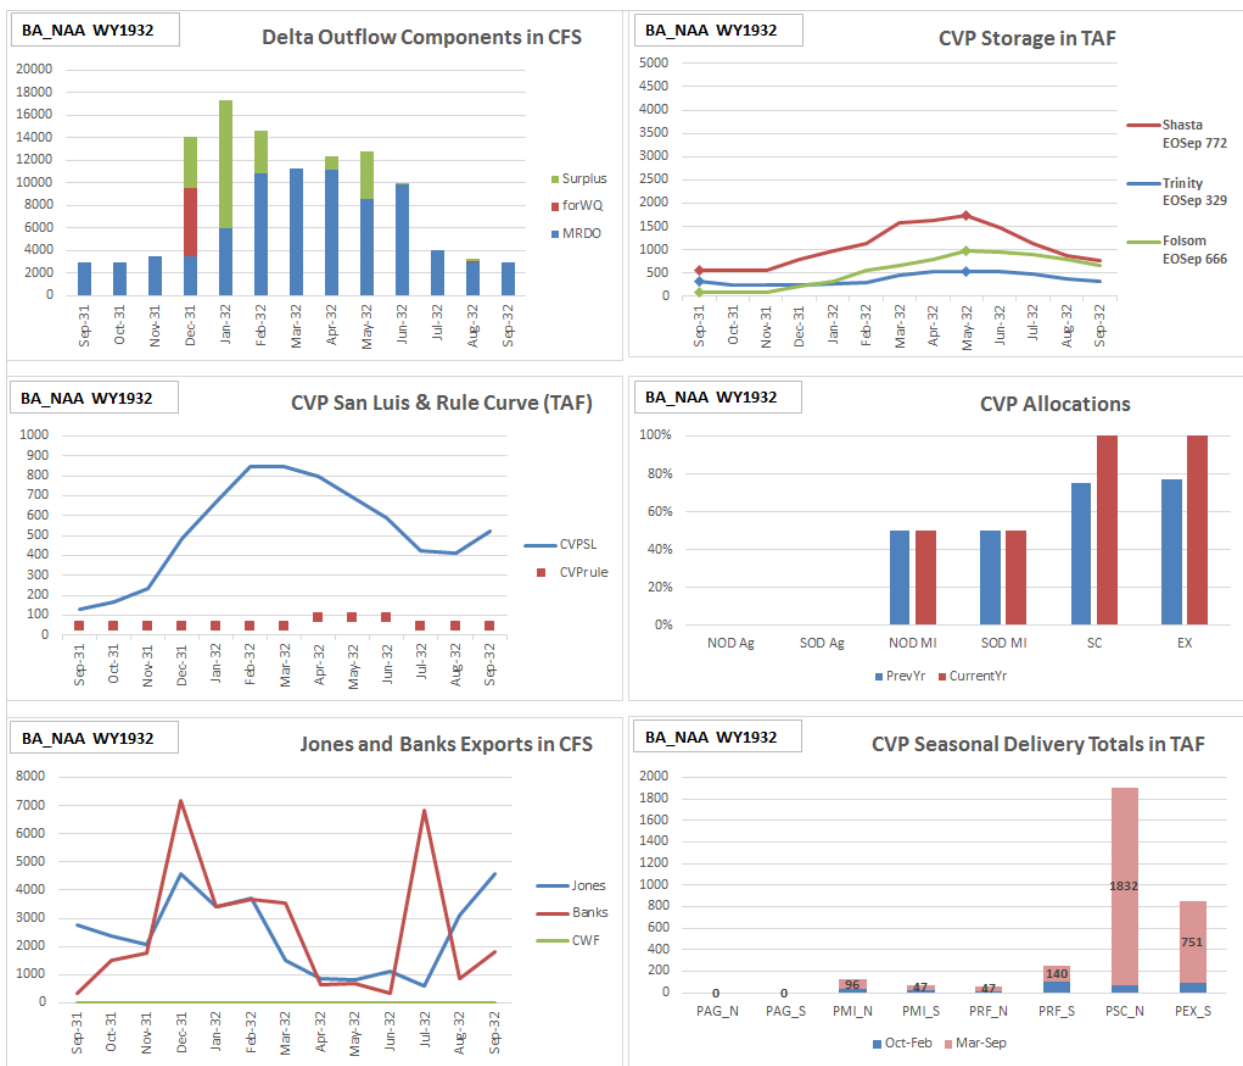 BA_NAA WY1932
Delta Outflow Components in CFS
20000
18000
16000
14000
12000
10000
8000
6000
4000
2000
0
Sep-31
Oct-31
Nov-31
Dec-31
Jan-32
Feb-32
Mar-32
Apr-32
May-32
Jun-32
Jul-32
Aug-32
Sep-32
Surplus
forWQ
MRDO
BA_NAA WY1932
CVP Storage in TAF
5000
4500
4000
3500
3000
2500
2000
1500
1000
500
0
Sep-31
Oct-31
Nov-31
Dec-31
Jan-32
Feb-32
Mar-32
Apr-32
May-32
Jun-32
Jul-32
Aug-32
Sep-32
Shasta
EOSep 772
Trinity
EOSep 329
Folsom
EOSep 666
BA_NAA WY1932
CVP San Luis & Rule Curve (TAF)
1000
900
800
700
600
500
400
300
200
100
0
Sep-31
Oct-31
Nov-31
Dec-31
Jan-32
Feb-32
Mar-32
Apr-32
May-32
Jun-32
Jul-32
Aug-32
Sep-32
CVPSL
CVPrule
BA_NAA WY1932
CVP Allocations
100%
80%
60%
40%
20%
0%
NOD Ag
SOD Ag
NOD MI
SOD MI
SC
EX
PrevYr
CurrentYr
BA_NAA WY1932
Jones and Banks Exports in CFS
8000
7000
6000
5000
4000
3000
2000
1000
0
Sep-31
Oct-31
Nov-31
Dec-31
Jan-32
Feb-32
Mar-32
Apr-32
May-32
Jun-32
Jul-32
Aug-32
Sep-32
Jones
Banks
CWF
BA_NAA WY1932
CVP Seasonal Delivery Totals in TAF
2000
1800
1600
1400
1200
1000
800
600
400
200
0
0
0
96
47
47
140
1832
751
PAG_N
PAG_S
PMI_N
PMI_S
PRF_N
PRF_S
PSC_N
PEX_S
Oct-Feb
Mar-Sep